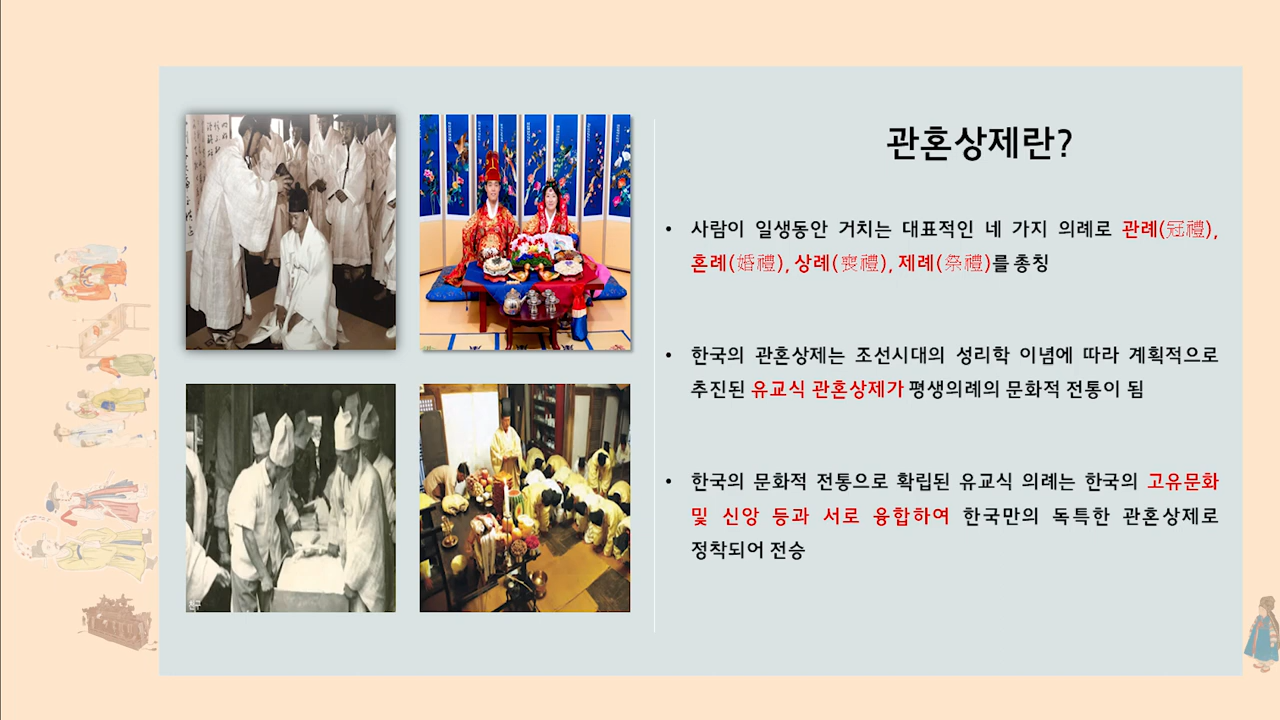 관혼상제란?
• 사람이 일생동안 거치는 대표적인 네 가지 의례로 관례(冠禮),
혼례(婚禮), 상례(喪禮), 제례(祭禮)를 총칭
• 한국의 관혼상제는 조선시대의 성리학 이념에 따라 계획적으로
추진된 유교식 관혼상제가 평생의례의 문화적 전통이 됨
• 한국의 문화적 전통으로 확립된 유교식 의례는 한국의 고유문화
및 신앙 등과 서로 융합하여 한국만의 독특한 관혼상제로
정착되어 전승